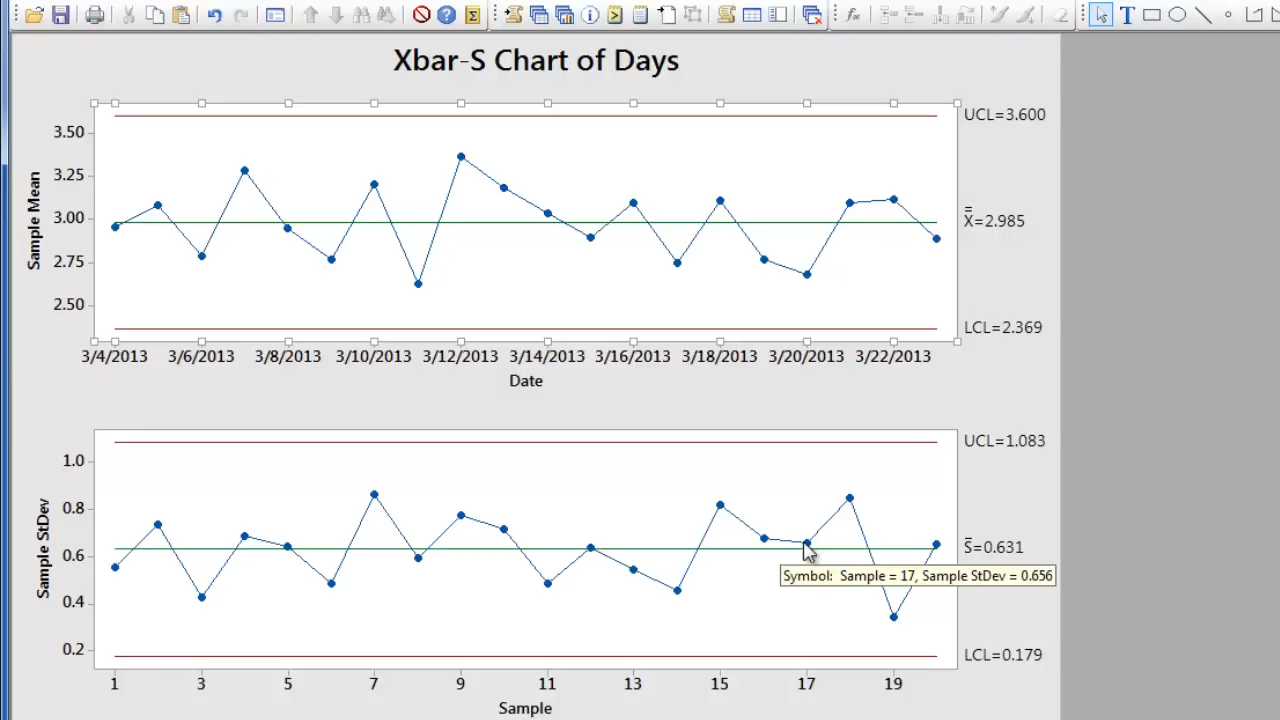 Xbar-S Chart of Days
UCL=3.600
3.50
3.25
3.00
2.75
2.50
Sample Mean
X=2.985
LCL=2.369
3/4/2013 3/6/2013 3/8/2013 3/10/2013 3/12/2013 3/14/2013 3/16/2013 3/18/2013 3/20/2013 3/22/2013
Date
UCL=1.083
1.0
0.8
0.6
0.4
0.2
Sample StDev
S=0.631
Symbol: Sample = 17, Sample StDev = 0.656
LCL=0.179
1 3 5 7 9 11 13 15 17 19
Sample